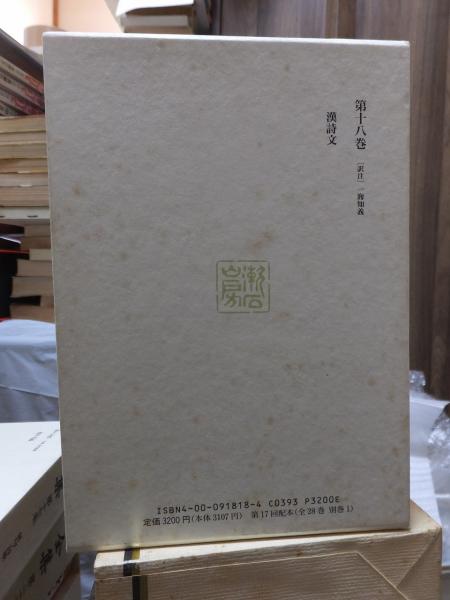 第十八巻 [訳注] 一海知義
漢詩文
漱石山房
ISBN4-00-091818-4 C0393 P3200E
定価3200円(本体3107円) 第17回配本(全28巻 別巻1)